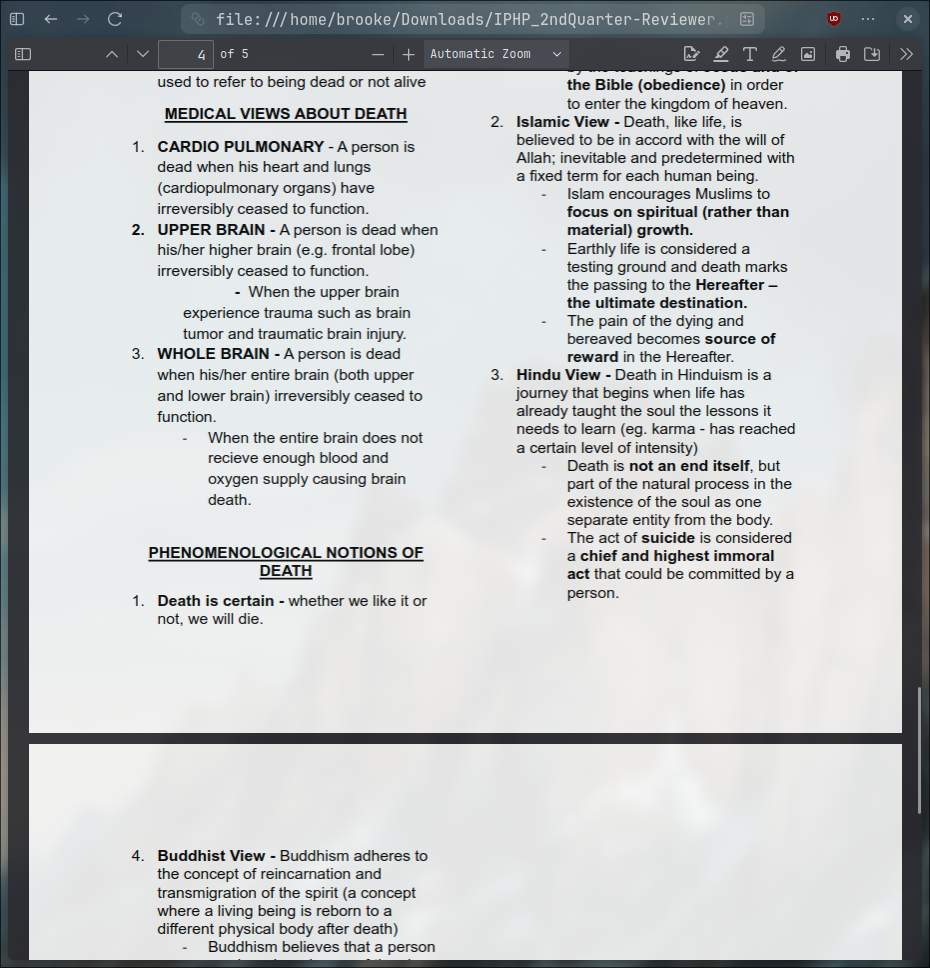 file:///home/brooke/Downloads/IPHP_2ndQuarter-Reviewer.
UD
4 of 5
Automatic Zoom
used to refer to being dead or not alive
MEDICAL VIEWS ABOUT DEATH
1. CARDIO PULMONARY - A person is
dead when his heart and lungs
(cardiopulmonary organs) have
irreversibly ceased to function.
2. UPPER BRAIN - A person is dead when
his/her higher brain (e.g. frontal lobe)
irreversibly ceased to function.
- When the upper brain
experience trauma such as brain
tumor and traumatic brain injury.
3. WHOLE BRAIN - A person is dead
when his/her entire brain (both upper
and lower brain) irreversibly ceased to
function.
- When the entire brain does not
recieve enough blood and
oxygen supply causing brain
death.
PHENOMENOLOGICAL NOTIONS OF
DEATH
1. Death is certain - whether we like it or
not, we will die.
by the teachings of Jesus and of
the Bible (obedience) in order
to enter the kingdom of heaven.
2. Islamic View - Death, like life, is
believed to be in accord with the will of
Allah; inevitable and predetermined with
a fixed term for each human being.
- Islam encourages Muslims to
focus on spiritual (rather than
material) growth.
- Earthly life is considered a
testing ground and death marks
the passing to the Hereafter –
the ultimate destination.
- The pain of the dying and
bereaved becomes source of
reward in the Hereafter.
3. Hindu View - Death in Hinduism is a
journey that begins when life has
already taught the soul the lessons it
needs to learn (eg. karma - has reached
a certain level of intensity)
- Death is not an end itself, but
part of the natural process in the
existence of the soul as one
separate entity from the body.
- The act of suicide is considered
a chief and highest immoral
act that could be committed by a
person.
4. Buddhist View - Buddhism adheres to
the concept of reincarnation and
transmigration of the spirit (a concept
where a living being is reborn to a
different physical body after death)
- Buddhism believes that a person